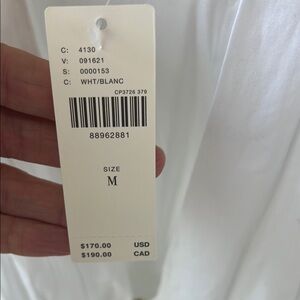 C: 4130
V: 091621
S: 0000153
C: WHT/BLANC
CP3726 379
88962881
SIZE
M
$170.00 USD
$190.00 CAD